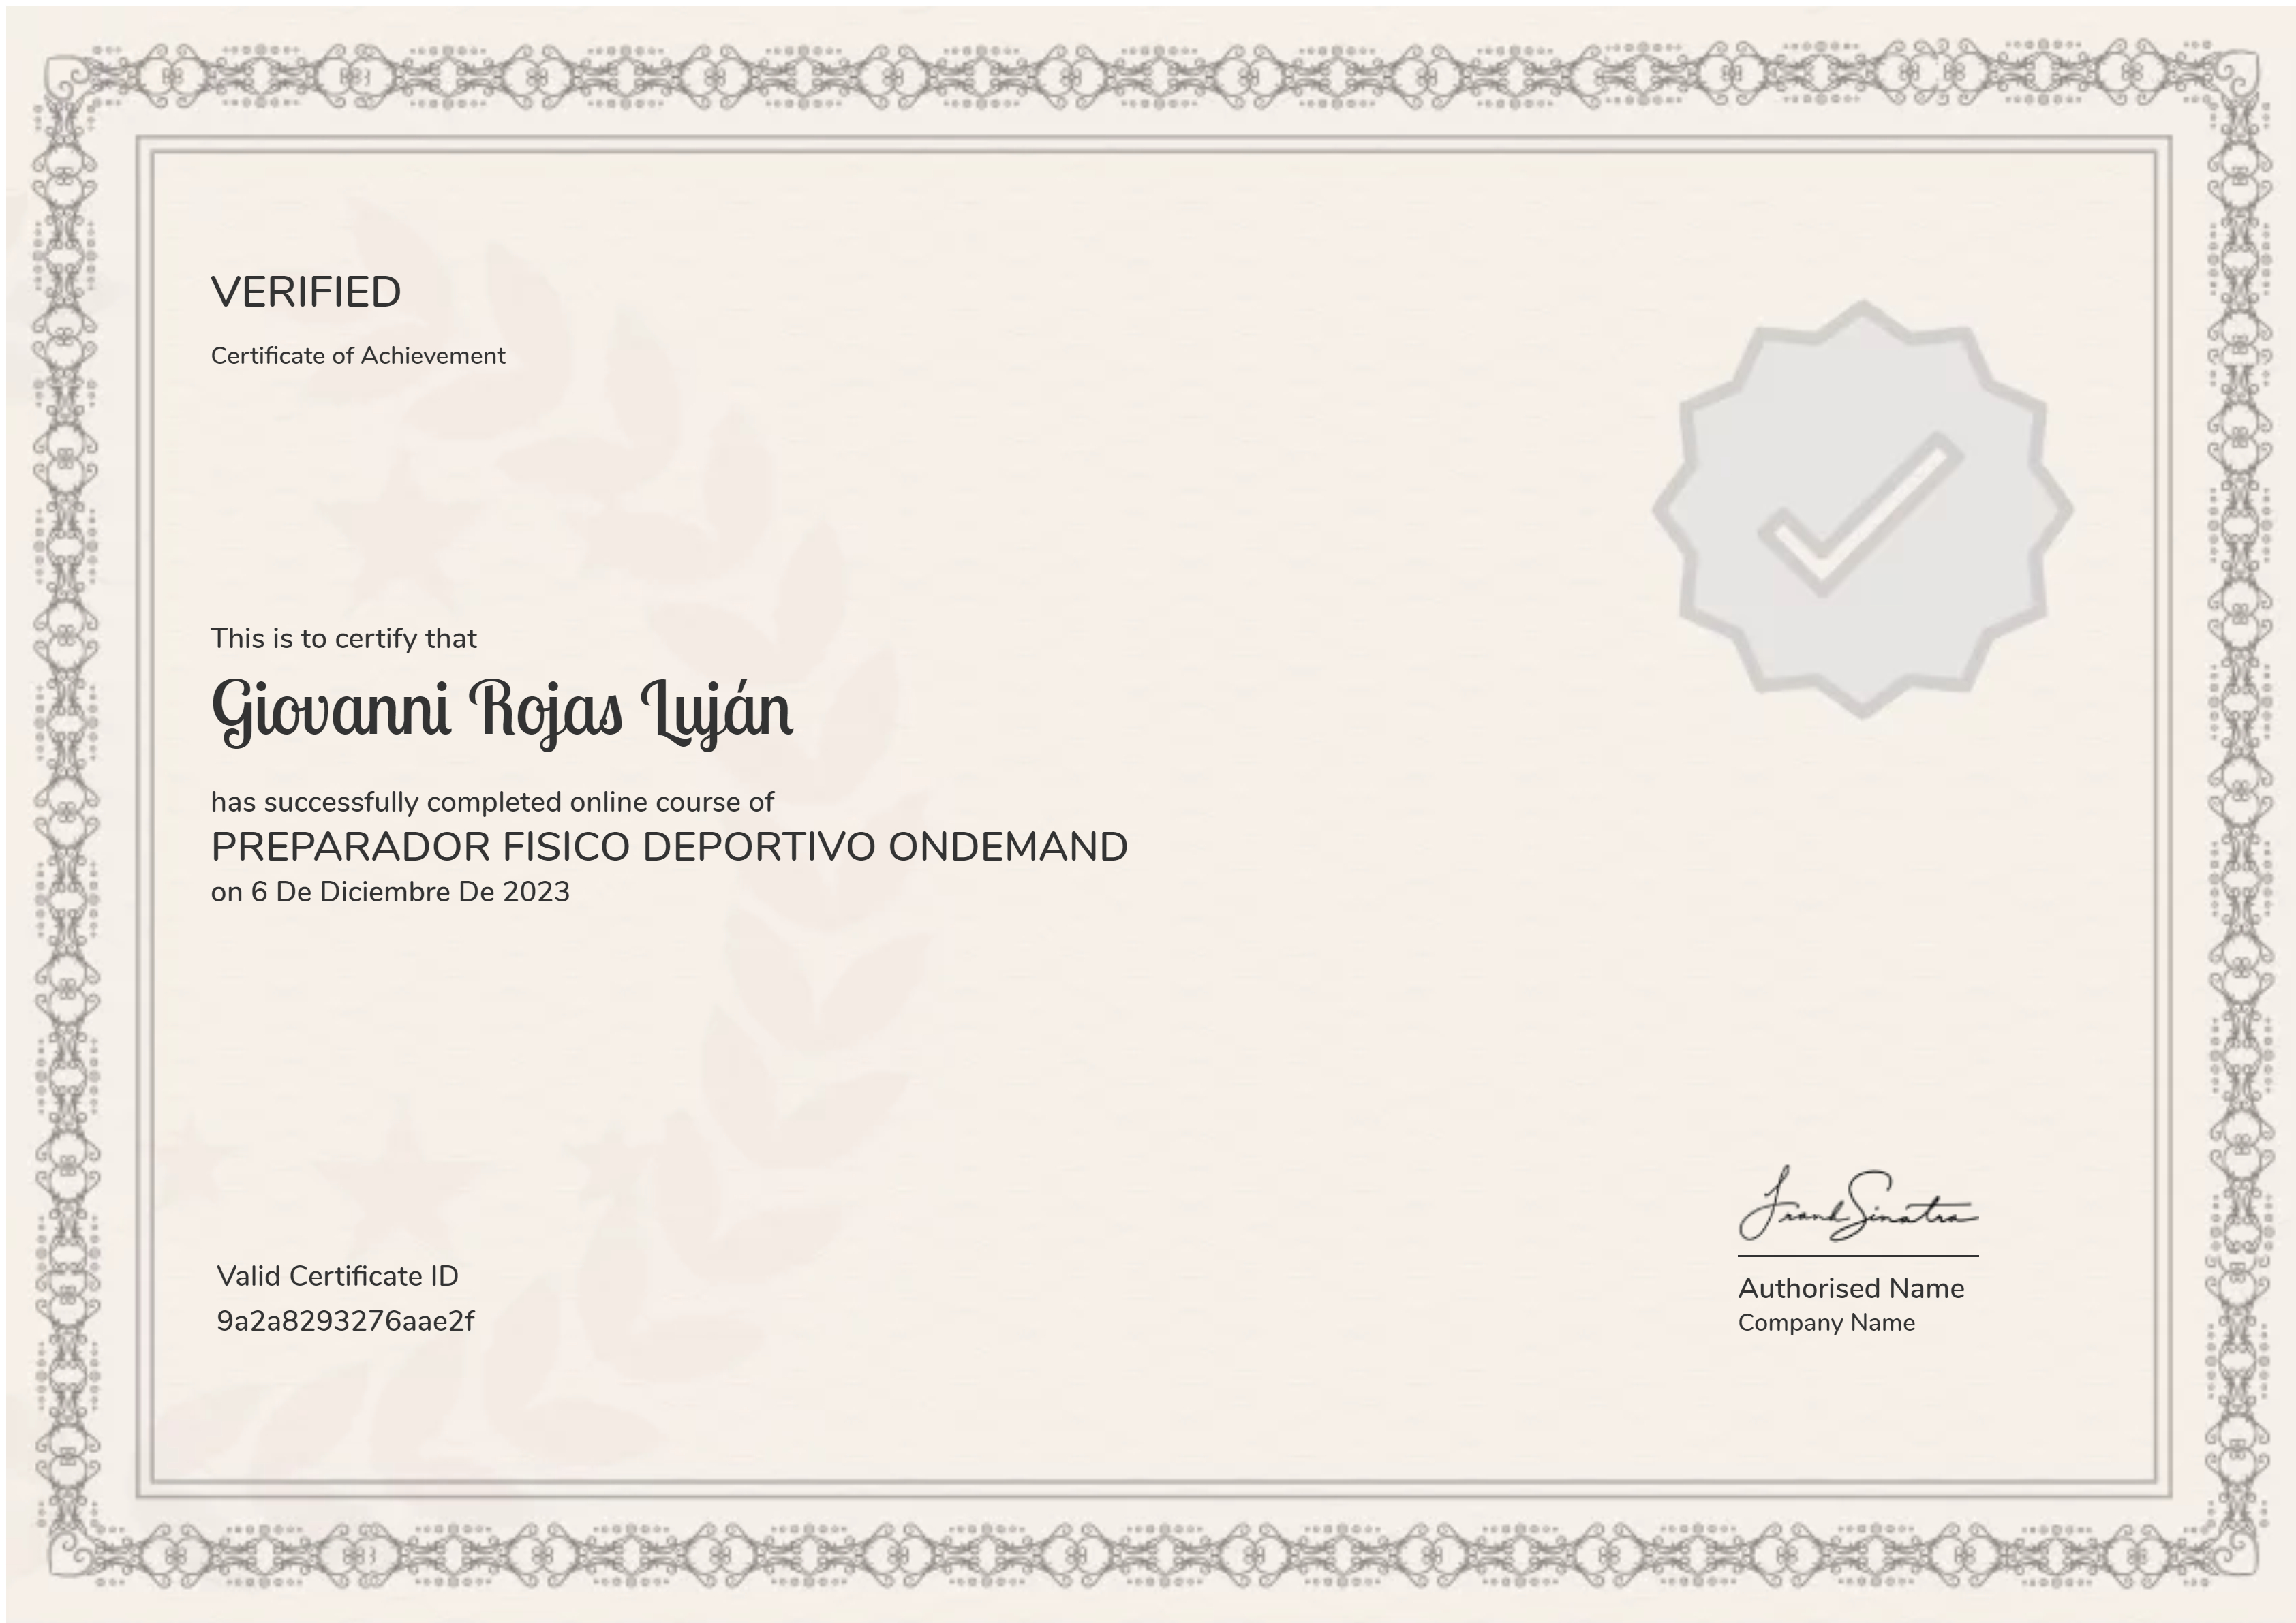 VERIFIED
Certificate of Achievement
This is to certify that
Giovanni Rojas Luján
has successfully completed online course of
PREPARADOR FISICO DEPORTIVO ONDEMAND
on 6 De Diciembre De 2023
Valid Certificate ID
9a2a8293276aae2f
Frank Sinatra
Authorised Name
Company Name